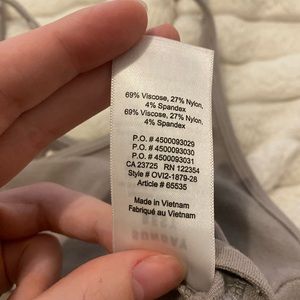 69% Viscose, 27% Nylon,
4% Spandex
69% Viscose, 27% Nylon,
4% Spandex
P.O. # 4500093029
P.O. # 4500093030
P.O. # 4500093031
CA 23725 RN 122354
Style # OVI2-1879-28
Article # 65535
Made in Vietnam
Fabriqué au Vietnam